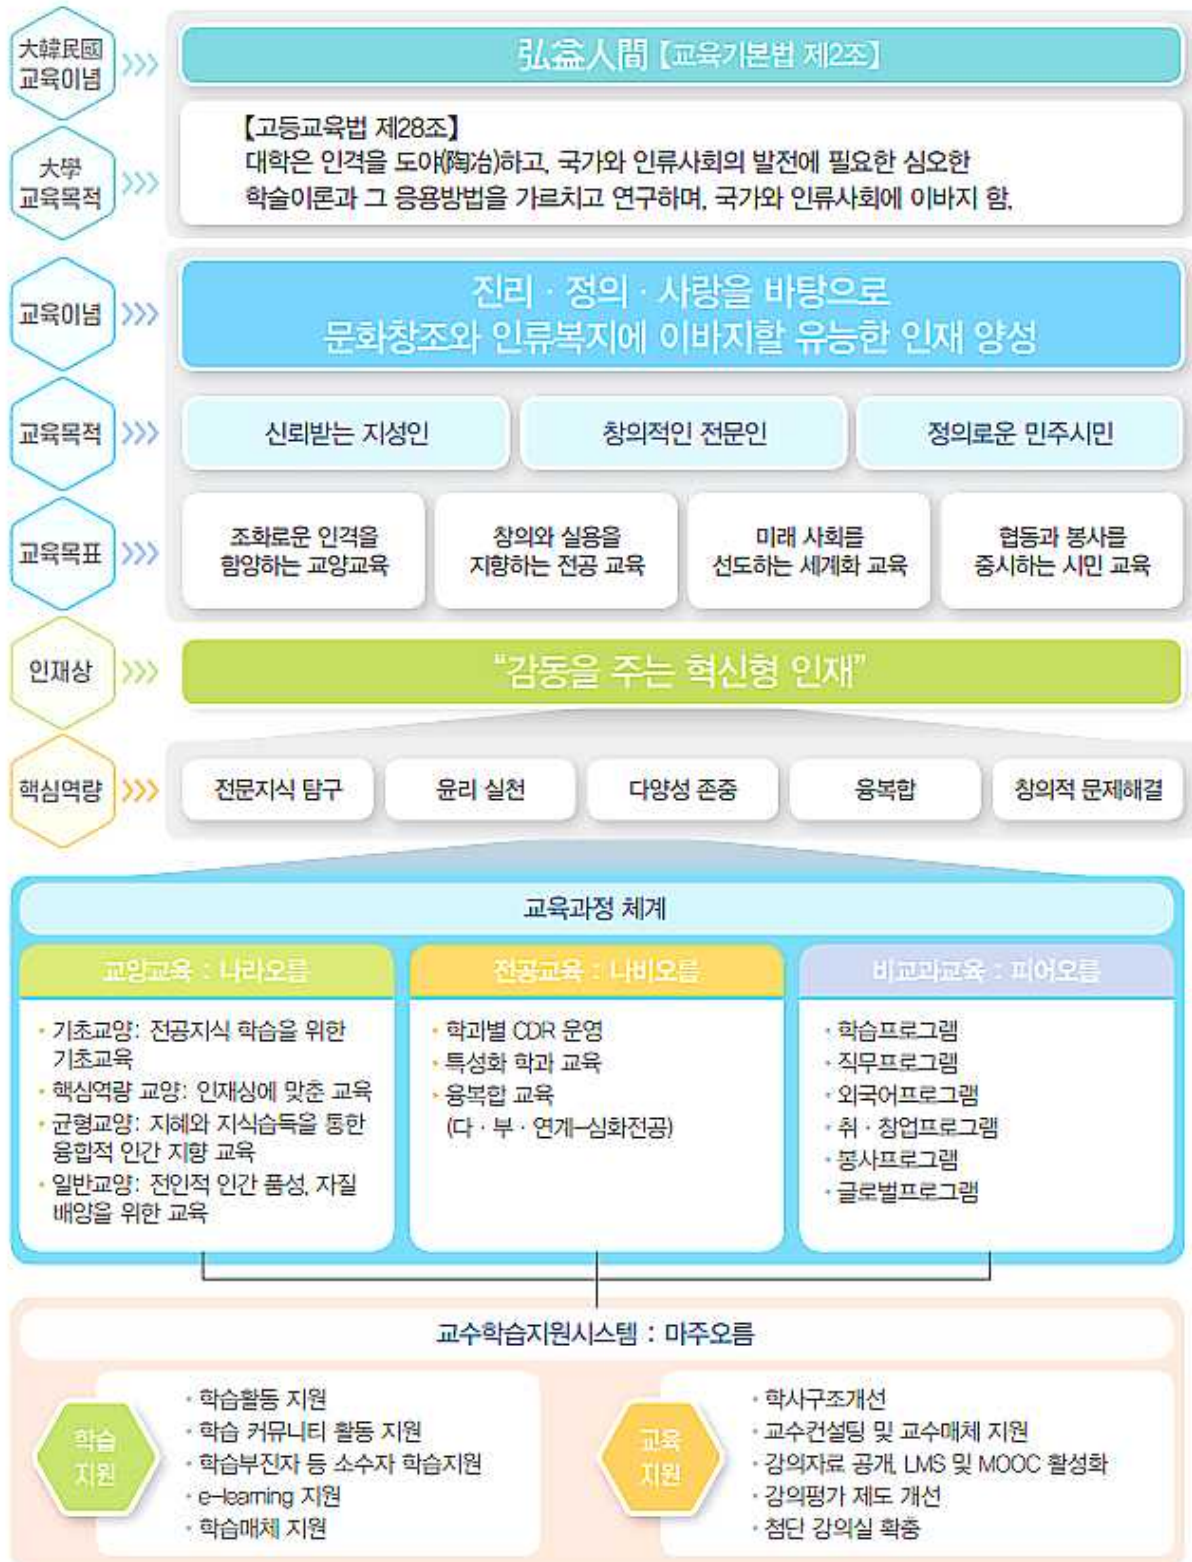 大韓民國
교육이념
弘益人間 【교육기본법 제2조】
大學
교육목적
【고등교육법 제28조】
대학은 인격을 도야(陶冶)하고, 국가와 인류사회의 발전에 필요한 심오한
학술이론과 그 응용방법을 가르치고 연구하며, 국가와 인류사회에 이바지 함.
교육이념
진리 · 정의 · 사랑을 바탕으로
문화창조와 인류복지에 이바지할 유능한 인재 양성
교육목적
신뢰받는 지성인
창의적인 전문인
정의로운 민주시민
교육목표
조화로운 인격을
함양하는 교양교육
창의와 실용을
지향하는 전공 교육
미래 사회를
선도하는 세계화 교육
협동과 봉사를
중시하는 시민 교육
인재상
“감동을 주는 혁신형 인재”
핵심역량
전문지식 탐구
윤리 실천
다양성 존중
융복합
창의적 문제해결
교육과정 체계
교양교육 : 나라오름
· 기초교양: 전공지식 학습을 위한
기초교육
· 핵심역량 교양: 인재상에 맞춘 교육
· 균형교양: 지혜와 지식습득을 통한
융합적 인간 지향 교육
· 일반교양: 전인적 인간 품성, 자질
배양을 위한 교육
전공교육 : 나비오름
· 학과별 CDR 운영
· 특성화 학과 교육
· 융복합 교육
(다 · 부 · 연계-심화전공)
비교과교육 : 피어오름
· 학습프로그램
· 직무프로그램
· 외국어프로그램
· 취 · 창업프로그램
· 봉사프로그램
· 글로벌프로그램
교수학습지원시스템 : 마주오름
학습
지원
· 학습활동 지원
· 학습 커뮤니티 활동 지원
· 학습부진자 등 소수자 학습지원
· e-learning 지원
· 학습매체 지원
교육
지원
· 학사구조개선
· 교수컨설팅 및 교수매체 지원
· 강의자료 공개, LMS 및 MOOC 활성화
· 강의평가 제도 개선
· 첨단 강의실 확충